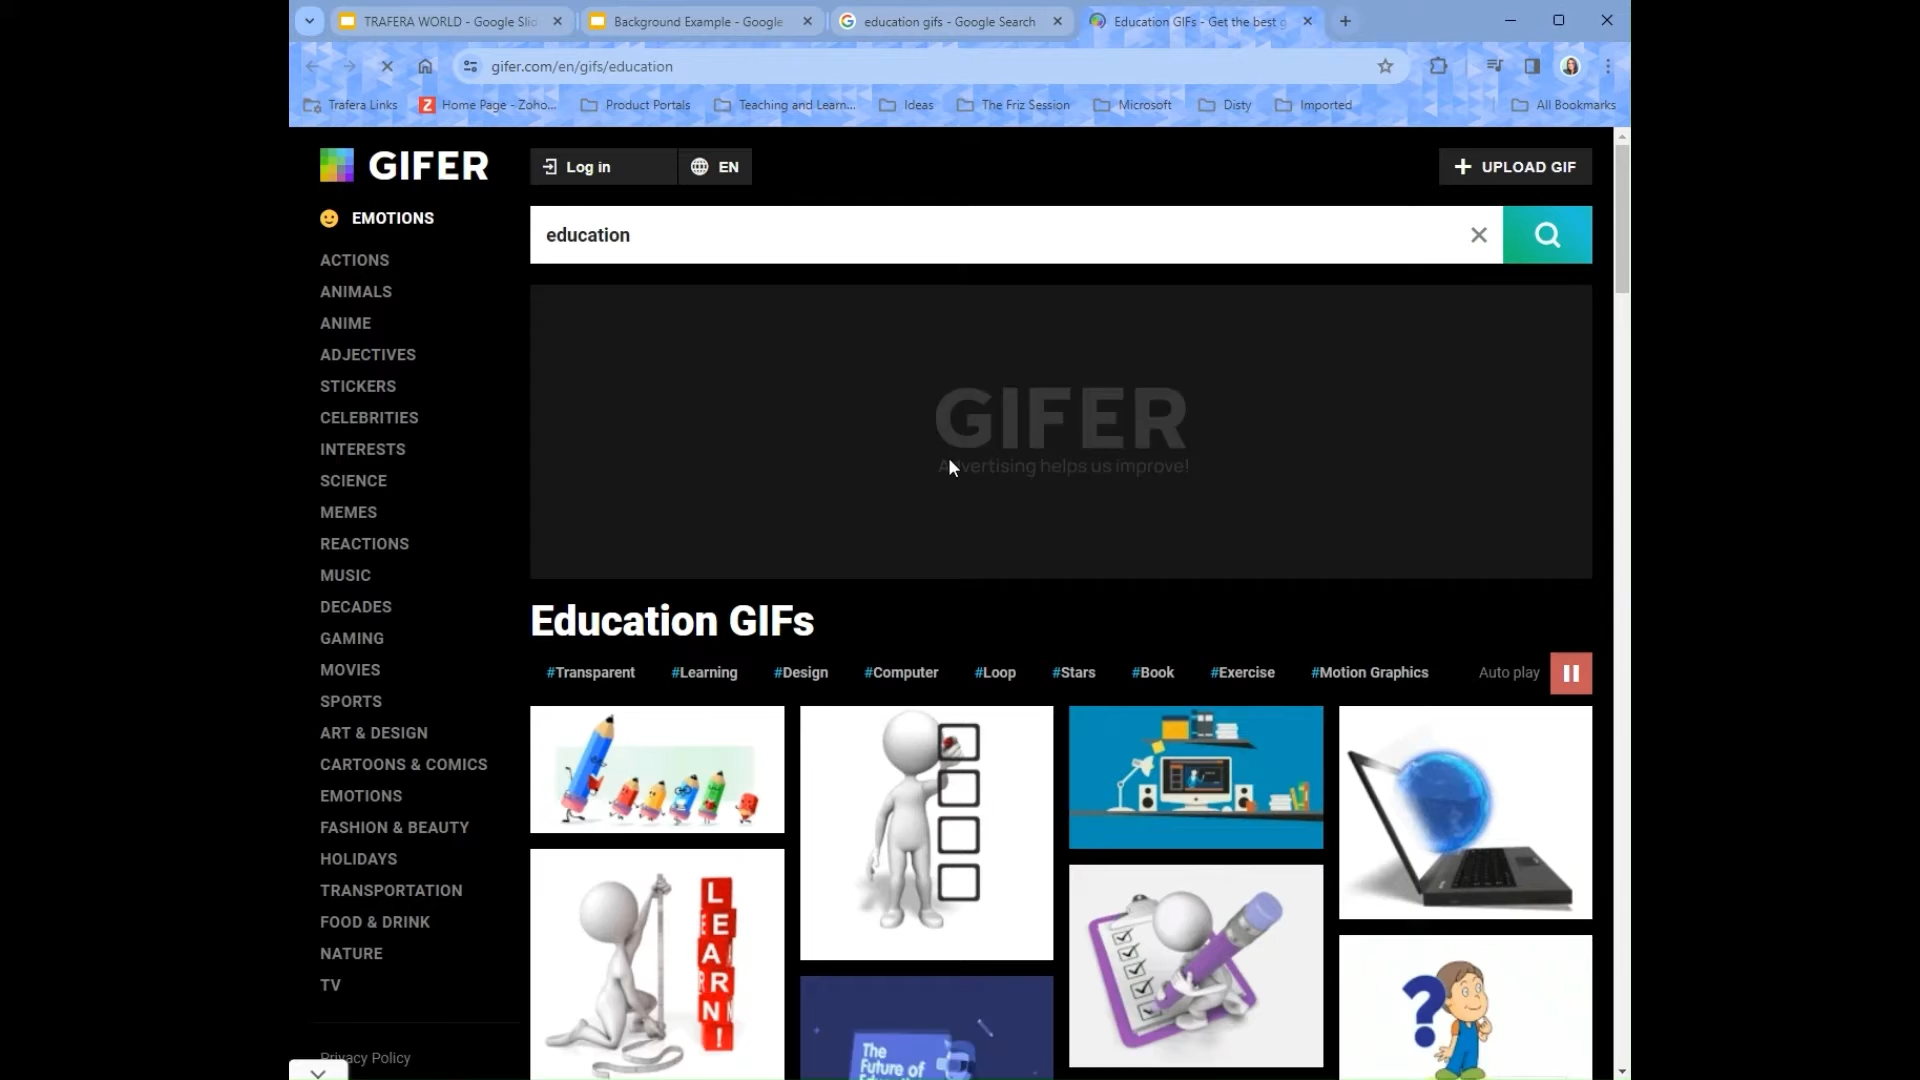 TRAFERA WORLD - Google Slid
Background Example - Google
education gifs - Google Search
Education GIFs - Get the best g
gifer.com/en/gifs/education
Trafera Links
Home Page - Zoho...
Product Portals
Teaching and Learn...
Ideas
The Friz Session
Microsoft
Disty
Imported
All Bookmarks
GIFER
Log in
EN
UPLOAD GIF
EMOTIONS
education
ACTIONS
ANIMALS
ANIME
ADJECTIVES
STICKERS
CELEBRITIES
INTERESTS
SCIENCE
MEMES
REACTIONS
MUSIC
DECADES
GAMING
MOVIES
SPORTS
ART & DESIGN
CARTOONS & COMICS
EMOTIONS
FASHION & BEAUTY
HOLIDAYS
TRANSPORTATION
FOOD & DRINK
NATURE
TV
Privacy Policy
GIFER
Advertising helps us improve!
Education GIFs
#Transparent
#Learning
#Design
#Computer
#Loop
#Stars
#Book
#Exercise
#Motion Graphics
Auto play
LEARN!
The
Future of